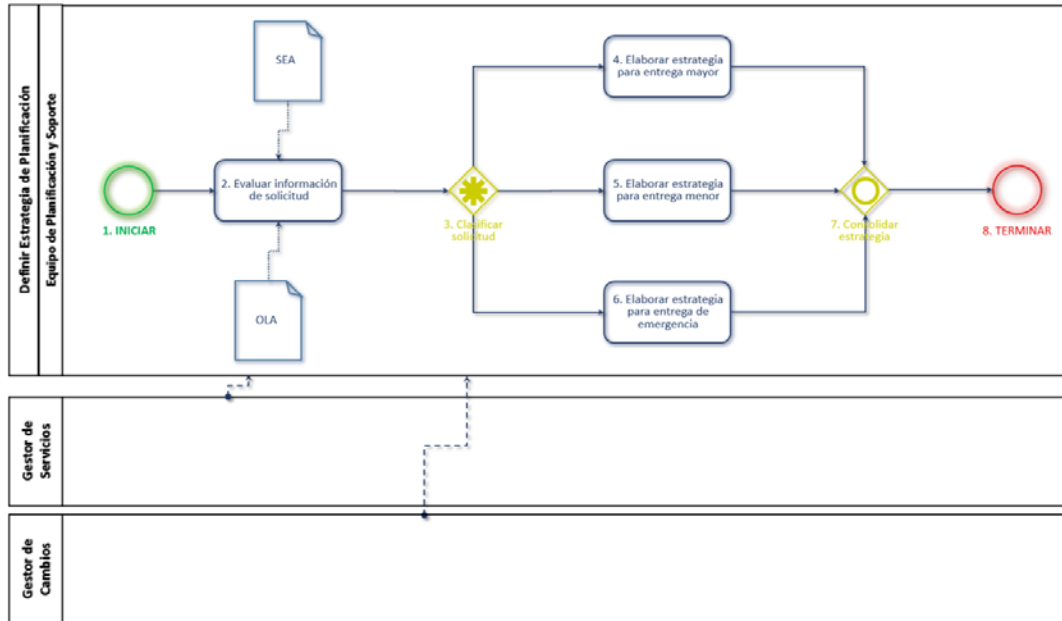 Definir Estrategia de Planificación
Equipo de Planificación y Soporte
SEA
4. Elaborar estrategia
para entrega mayor
2. Evaluar información
de solicitud
5. Elaborar estrategia
para entrega menor
1. INICIAR
3. Clasificar
solicitud
7. Consolidar
estrategia
8. TERMINAR
OLA
6. Elaborar estrategia
para entrega de
emergencia
Gestor de
Servicios
Gestor de
Cambios